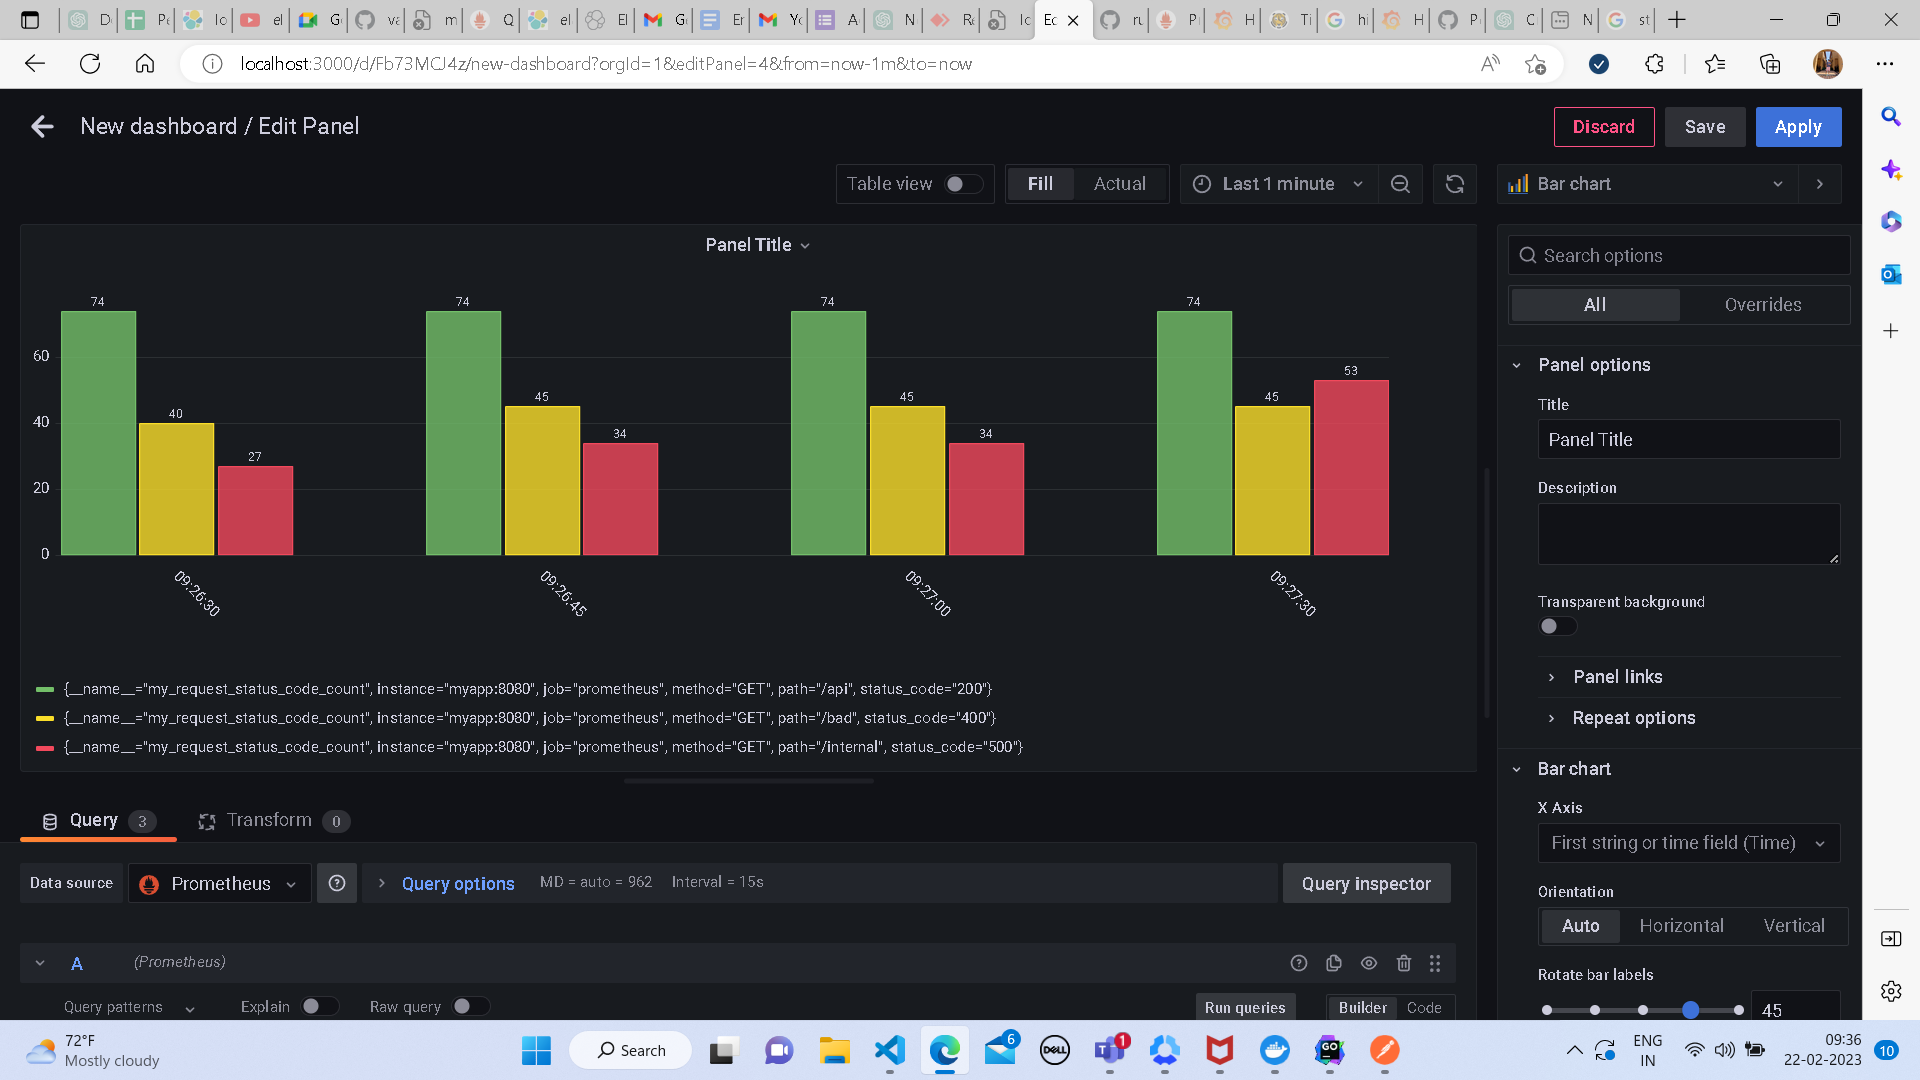 localhost:3000/d/Fb73MCJ4z/new-dashboard?orgId=1&editPanel=4&from=now-1m&to=now
New dashboard / Edit Panel
Discard Save Apply
Table view Fill Actual Last 1 minute Bar chart
Panel Title
Search options
All Overrides
74 74 74 74
60
53
40
40 45 45 45
34 34
27
20
0
09:26:30 09:26:45 09:27:00 09:27:30
{__name__="my_request_status_code_count", instance="myapp:8080", job="prometheus", method="GET", path="/api", status_code="200"}
{__name__="my_request_status_code_count", instance="myapp:8080", job="prometheus", method="GET", path="/bad", status_code="400"}
{__name__="my_request_status_code_count", instance="myapp:8080", job="prometheus", method="GET", path="/internal", status_code="500"}
Panel options
Title
Panel Title
Description
Transparent background
Panel links
Repeat options
Bar chart
X Axis
First string or time field (Time)
Orientation
Auto Horizontal Vertical
Rotate bar labels
45
Query 3 Transform 0
Data source Prometheus Query options MD = auto = 962 Interval = 15s Query inspector
A (Prometheus)
Query patterns Explain Raw query Run queries Builder Code
72°F
Mostly cloudy
Search
DELL
6
1
GO
ENG
IN
09:36
22-02-2023
10